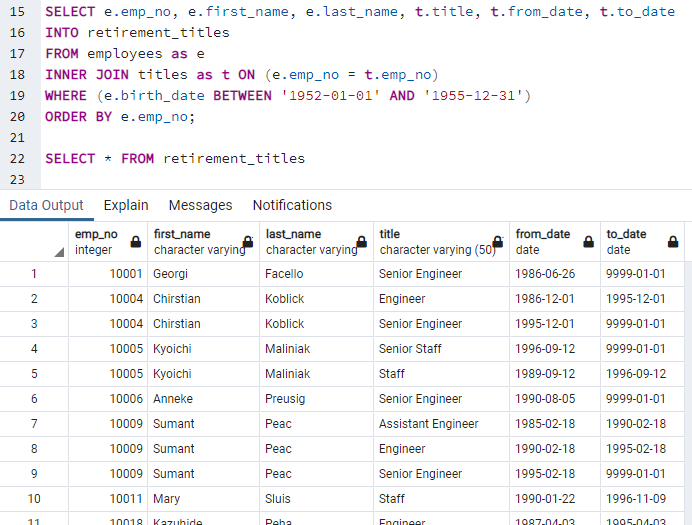 15 SELECT e.emp_no, e.first_name, e.last_name, t.title, t.from_date, t.to_date
16 INTO retirement_titles
17 FROM employees as e
18 INNER JOIN titles as t ON (e.emp_no = t.emp_no)
19 WHERE (e.birth_date BETWEEN '1952-01-01' AND '1955-12-31')
20 ORDER BY e.emp_no;
21
22 SELECT * FROM retirement_titles
23
Data Output Explain Messages Notifications
emp_no first_name last_name title from_date to_date
integer character varying character varying character varying (50) date date
1 10001 Georgi Facello Senior Engineer 1986-06-26 9999-01-01
2 10004 Chirstian Koblick Engineer 1986-12-01 1995-12-01
3 10004 Chirstian Koblick Senior Engineer 1995-12-01 9999-01-01
4 10005 Kyoichi Maliniak Senior Staff 1996-09-12 9999-01-01
5 10005 Kyoichi Maliniak Staff 1989-09-12 1996-09-12
6 10006 Anneke Preusig Senior Engineer 1990-08-05 9999-01-01
7 10009 Sumant Peac Assistant Engineer 1985-02-18 1990-02-18
8 10009 Sumant Peac Engineer 1990-02-18 1995-02-18
9 10009 Sumant Peac Senior Engineer 1995-02-18 9999-01-01
10 10011 Mary Sluis Staff 1990-01-22 1996-11-09
11 10018 Kazuhide Peha Engineer 1987-04-03 1995-04-03